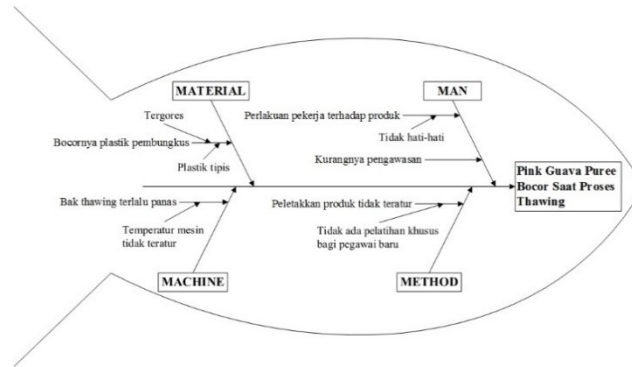 MATERIAL
MAN
Tergores
Perlakuan pekerja terhadap produk
Bocornya plastik pembungkus
Tidak hati-hati
Plastik tipis
Kurangnya pengawasan
Pink Guava Puree
Bocor Saat Proses
Thawing
Bak thawing terlalu panas
Peletakkan produk tidak teratur
Temperatur mesin
tidak teratur
Tidak ada pelatihan khusus
bagi pegawai baru
MACHINE
METHOD